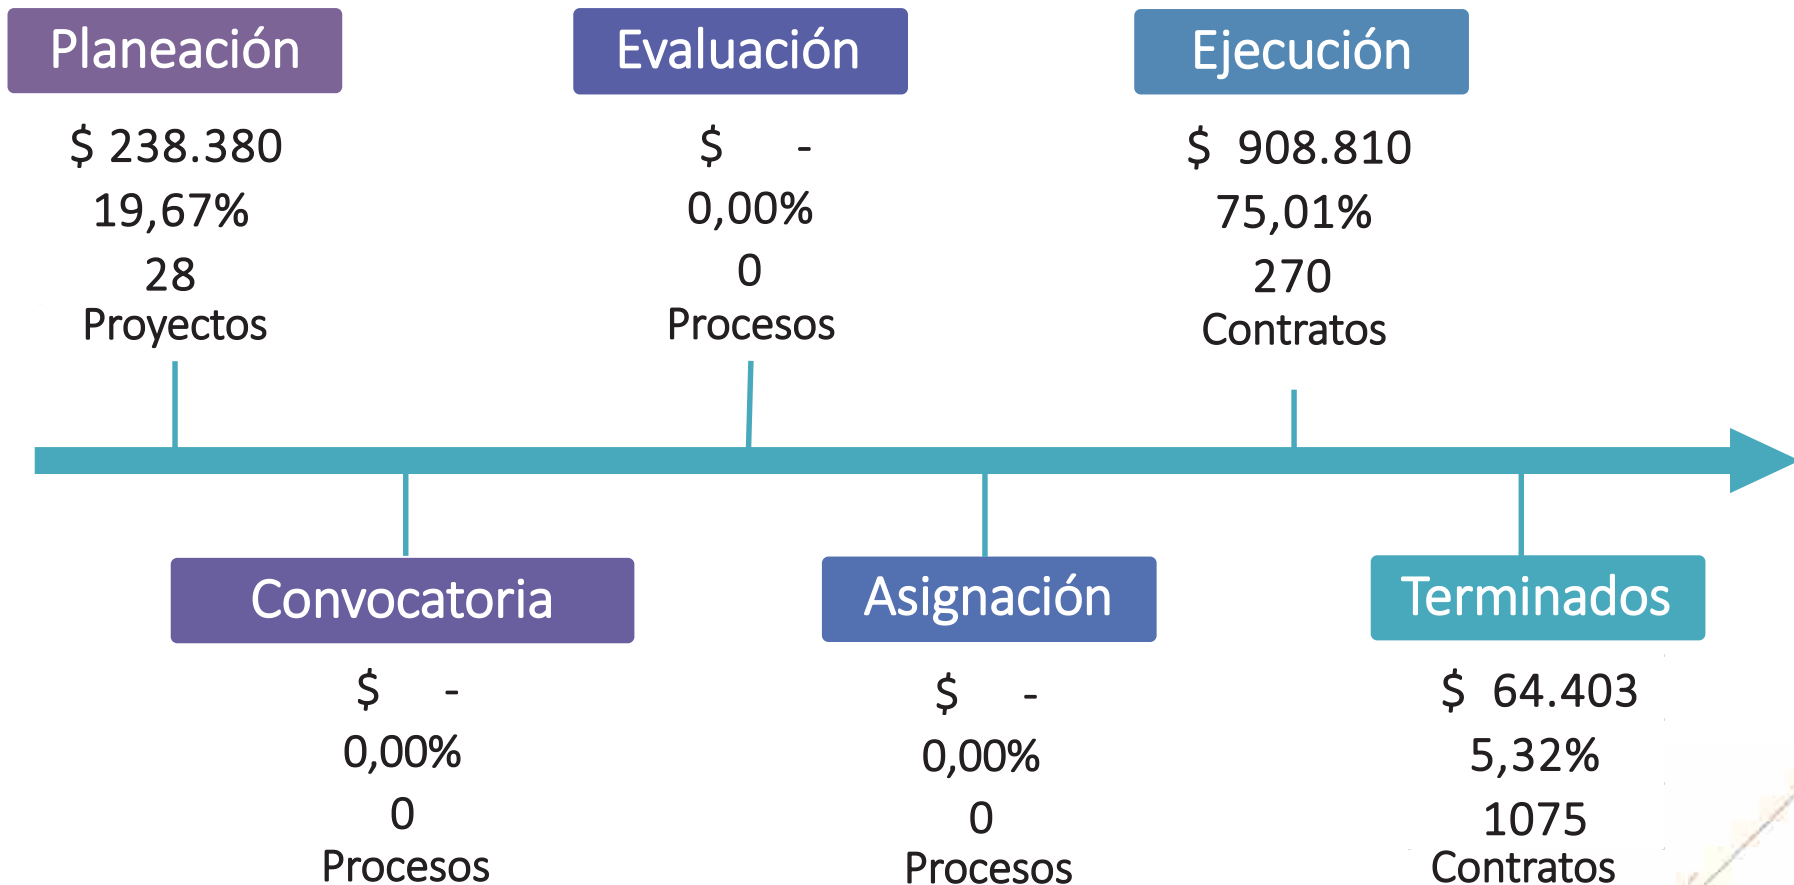 Planeación
$ 238.380
19,67%
28
Proyectos
Evaluación
$ -
0,00%
0
Procesos
Ejecución
$ 908.810
75,01%
270
Contratos
Convocatoria
$ -
0,00%
0
Procesos
Asignación
$ -
0,00%
0
Procesos
Terminados
$ 64.403
5,32%
1075
Contratos